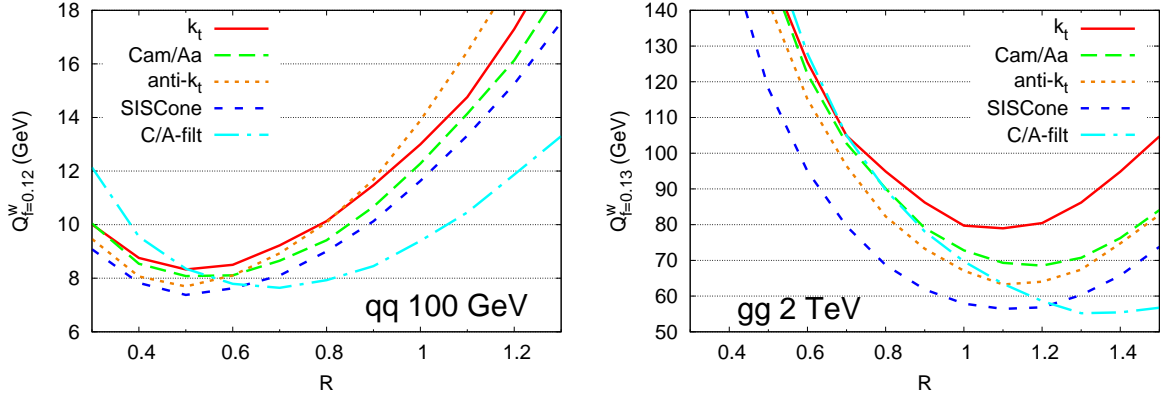 18
16
14
12
10
8
6
Q^w_{f=0.12} (GeV)
k_t
Cam/Aa
anti-k_t
SISCone
C/A-filt
qq 100 GeV
0.4 0.6 0.8 1 1.2
R
140
130
120
110
100
90
80
70
60
50
Q^w_{f=0.13} (GeV)
k_t
Cam/Aa
anti-k_t
SISCone
C/A-filt
gg 2 TeV
0.4 0.6 0.8 1 1.2 1.4
R